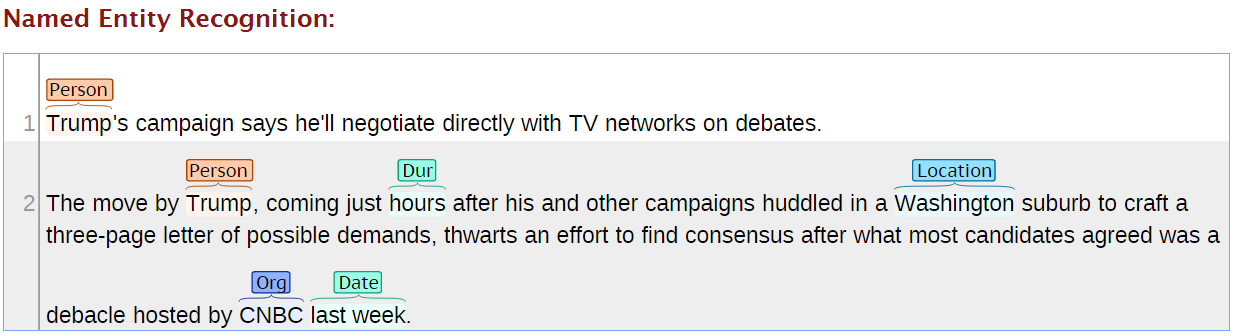 Named Entity Recognition:
Person
1 Trump's campaign says he'll negotiate directly with TV networks on debates.
Person Dur Location
2 The move by Trump, coming just hours after his and other campaigns huddled in a Washington suburb to craft a
three-page letter of possible demands, thwarts an effort to find consensus after what most candidates agreed was a
Org Date
debacle hosted by CNBC last week.